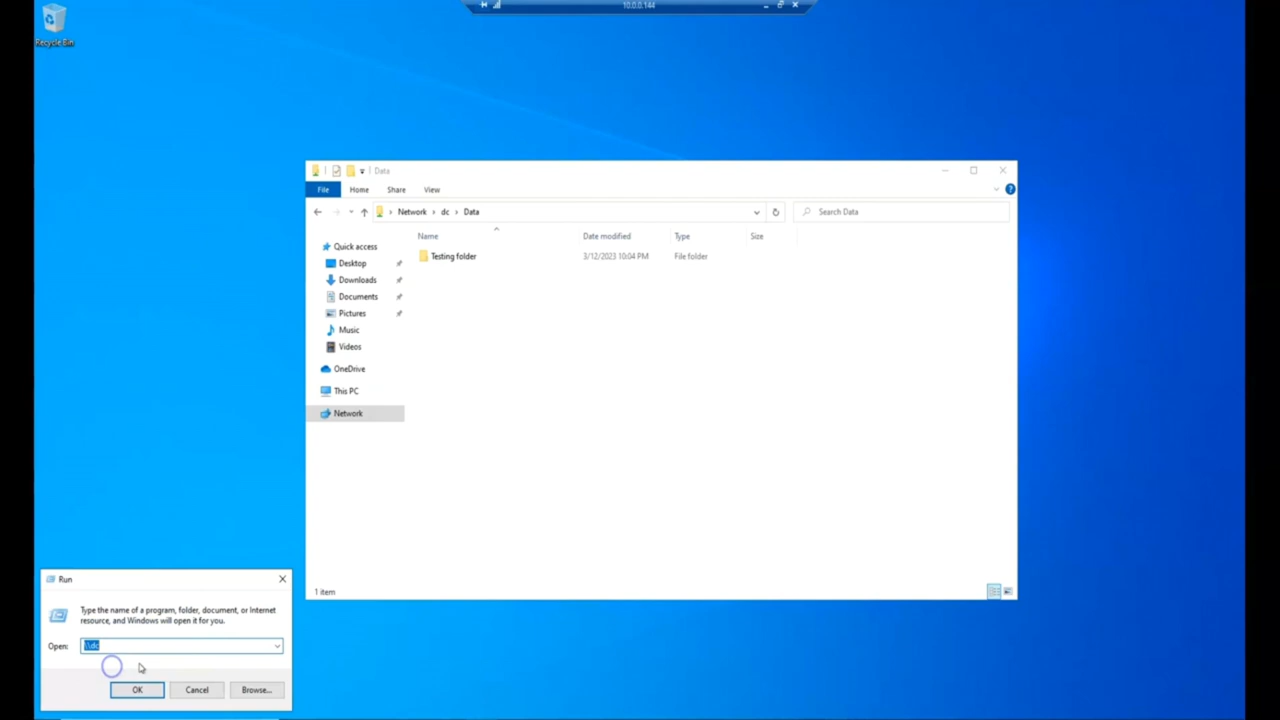 10.0.0.144
Recycle Bin
Data
File Home Share View
Network > dc > Data
Search Data
Name Date modified Type Size
Quick access
Desktop
Downloads
Documents
Pictures
Music
Videos
OneDrive
This PC
Network
Testing folder 3/12/2023 10:04 PM File folder
1 item
Run
Type the name of a program, folder, document, or Internet
resource, and Windows will open it for you.
Open: \\dc
OK Cancel Browse...